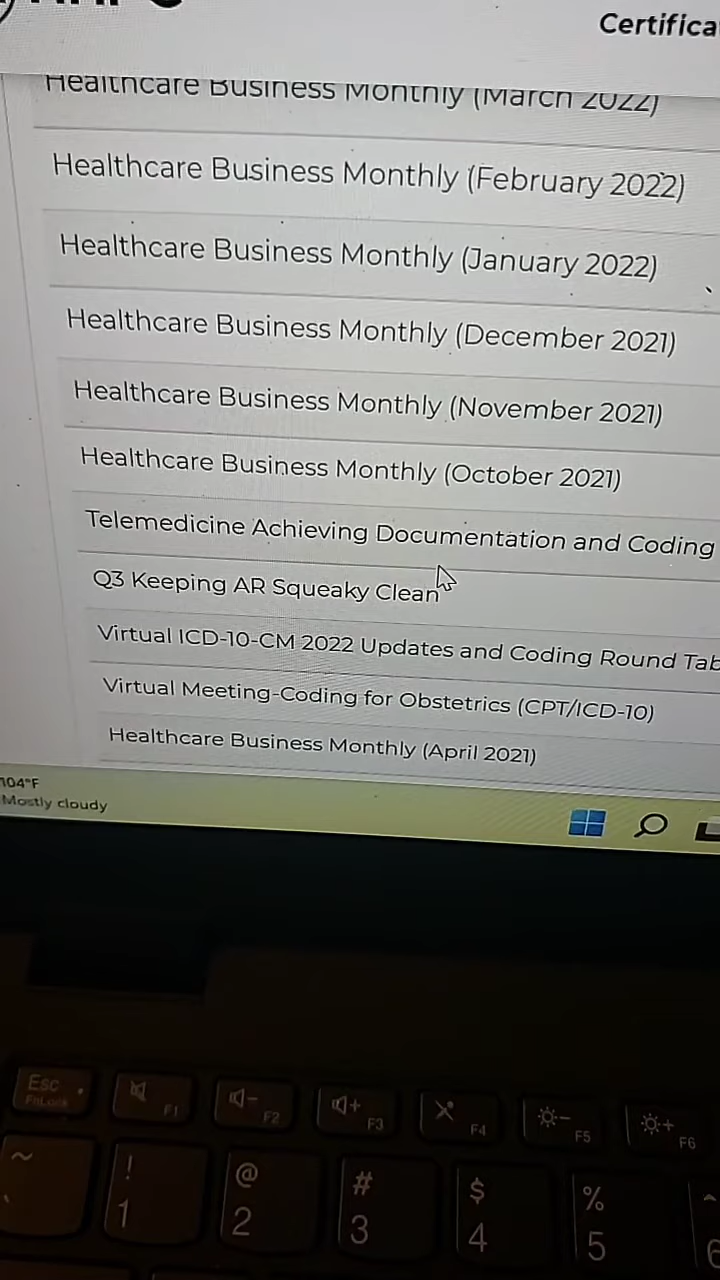 Certifica
Healthcare Business Monthly (March 2022)
Healthcare Business Monthly (February 2022)
Healthcare Business Monthly (January 2022)
Healthcare Business Monthly (December 2021)
Healthcare Business Monthly (November 2021)
Healthcare Business Monthly (October 2021)
Telemedicine Achieving Documentation and Coding
Q3 Keeping AR Squeaky Clean
Virtual ICD-10-CM 2022 Updates and Coding Round Tab
Virtual Meeting-Coding for Obstetrics (CPT/ICD-10)
Healthcare Business Monthly (April 2021)
104°F
Mostly cloudy
Esc
FnLock
F1
F2
F3
F4
F5
F6
~
` 
! 
1
@
2
#
3
$
4
%
5
^
6